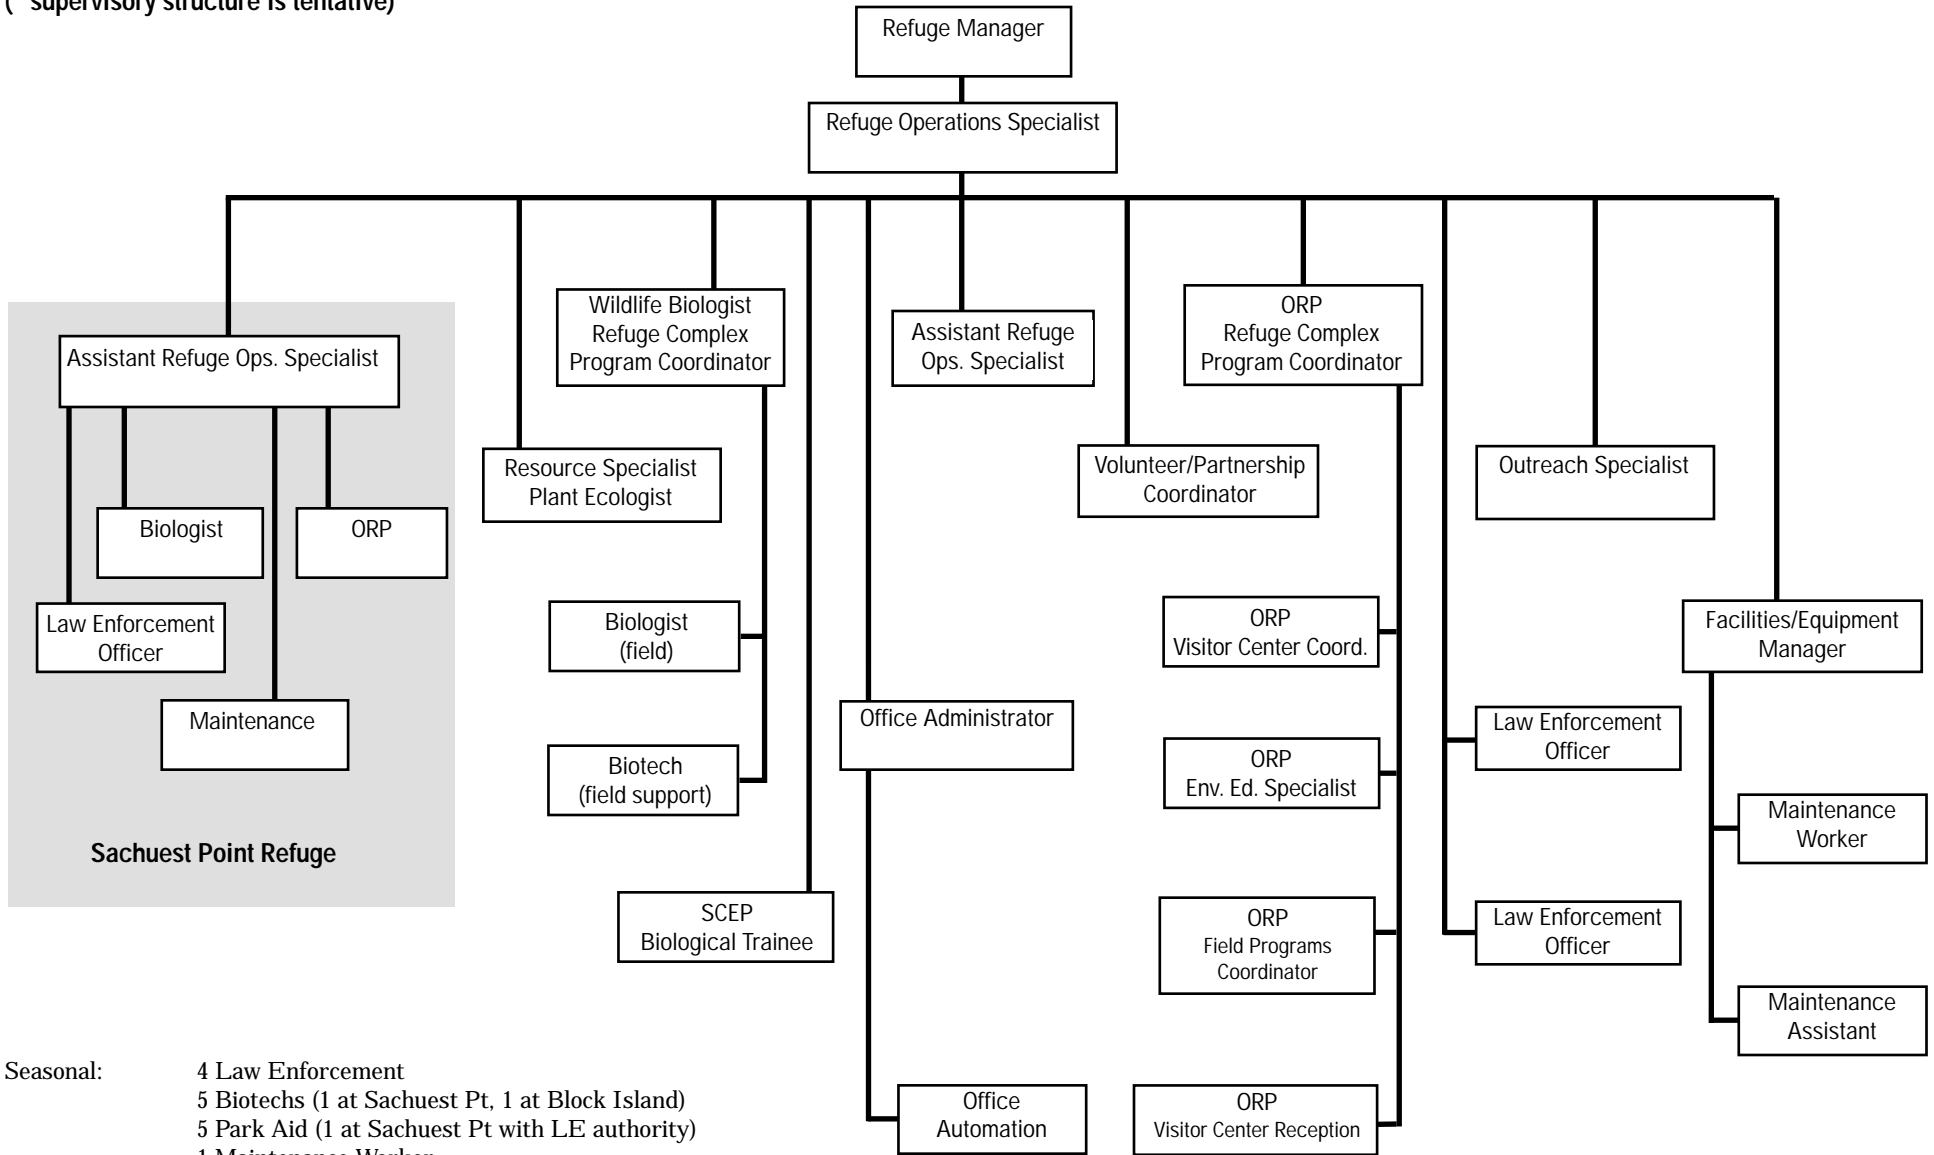 supervisory structure is tentative)
Refuge Manager
Refuge Operations Specialist
Assistant Refuge Ops. Specialist
Biologist
ORP
Law Enforcement
Officer
Maintenance
Sachuest Point Refuge
Resource Specialist
Plant Ecologist
Wildlife Biologist
Refuge Complex
Program Coordinator
Biologist
(field)
Biotech
(field support)
SCEP
Biological Trainee
Office Administrator
Office
Automation
Assistant Refuge
Ops. Specialist
Volunteer/Partnership
Coordinator
ORP
Refuge Complex
Program Coordinator
ORP
Visitor Center Coord.
ORP
Env. Ed. Specialist
ORP
Field Programs
Coordinator
ORP
Visitor Center Reception
Law Enforcement
Officer
Law Enforcement
Officer
Outreach Specialist
Facilities/Equipment
Manager
Maintenance
Worker
Maintenance
Assistant
Seasonal: 4 Law Enforcement
5 Biotechs (1 at Sachuest Pt, 1 at Block Island)
5 Park Aid (1 at Sachuest Pt with LE authority)
1 Maintenance Worker